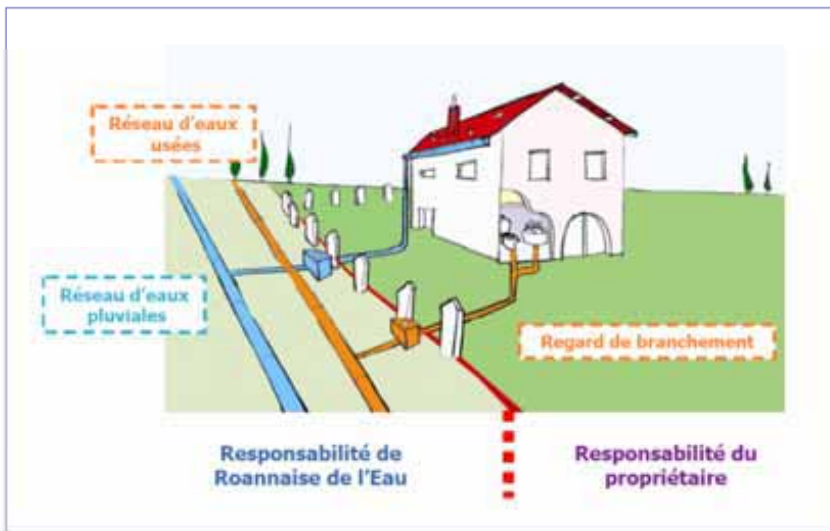 Réseau d'eaux
usées
Réseau d'eaux
pluviales
Regard de branchement
Responsabilité de
Roannaise de l'Eau
Responsabilité du
propriétaire